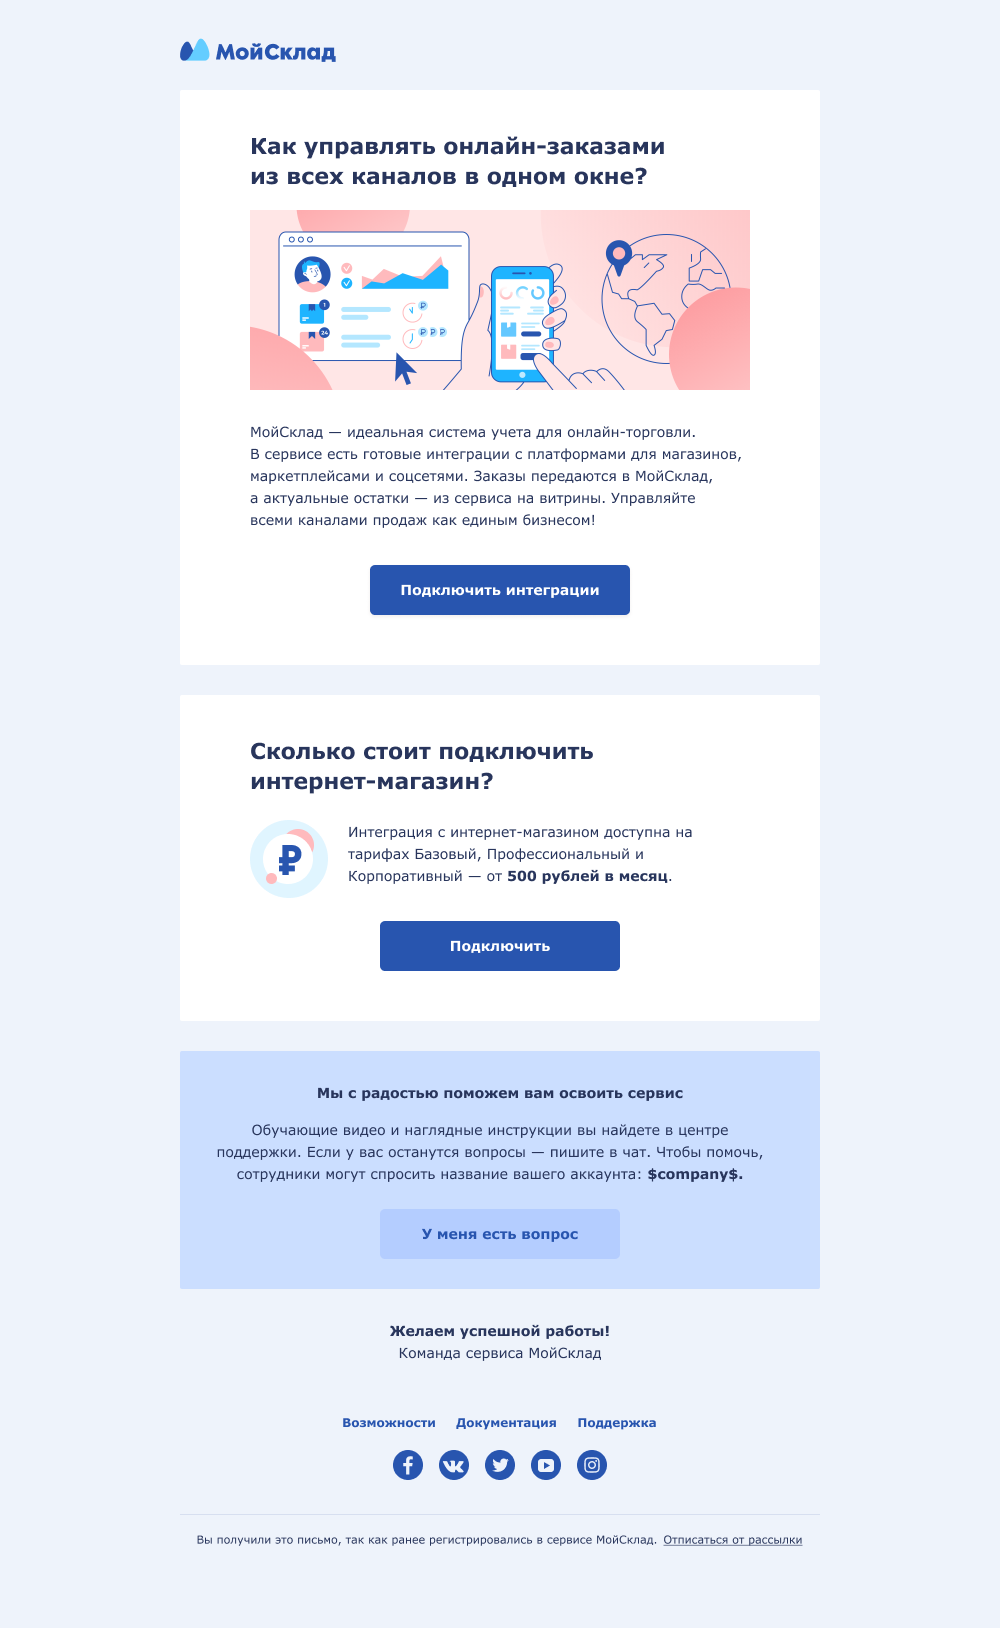 МойСклад
Как управлять онлайн-заказами
из всех каналов в одном окне?
1
₽
24
₽ ₽ ₽
МойСклад — идеальная система учета для онлайн-торговли.
В сервисе есть готовые интеграции с платформами для магазинов,
маркетплейсами и соцсетями. Заказы передаются в МойСклад,
а актуальные остатки — из сервиса на витрины. Управляйте
всеми каналами продаж как единым бизнесом!
Подключить интеграции
Сколько стоит подключить
интернет-магазин?
₽
Интеграция с интернет-магазином доступна на
тарифах Базовый, Профессиональный и
Корпоративный — от 500 рублей в месяц.
Подключить
Мы с радостью поможем вам освоить сервис
Обучающие видео и наглядные инструкции вы найдете в центре
поддержки. Если у вас останутся вопросы — пишите в чат. Чтобы помочь,
сотрудники могут спросить название вашего аккаунта: $company$.
У меня есть вопрос
Желаем успешной работы!
Команда сервиса МойСклад
Возможности Документация Поддержка
Вы получили это письмо, так как ранее регистрировались в сервисе МойСклад. Отписаться от рассылки